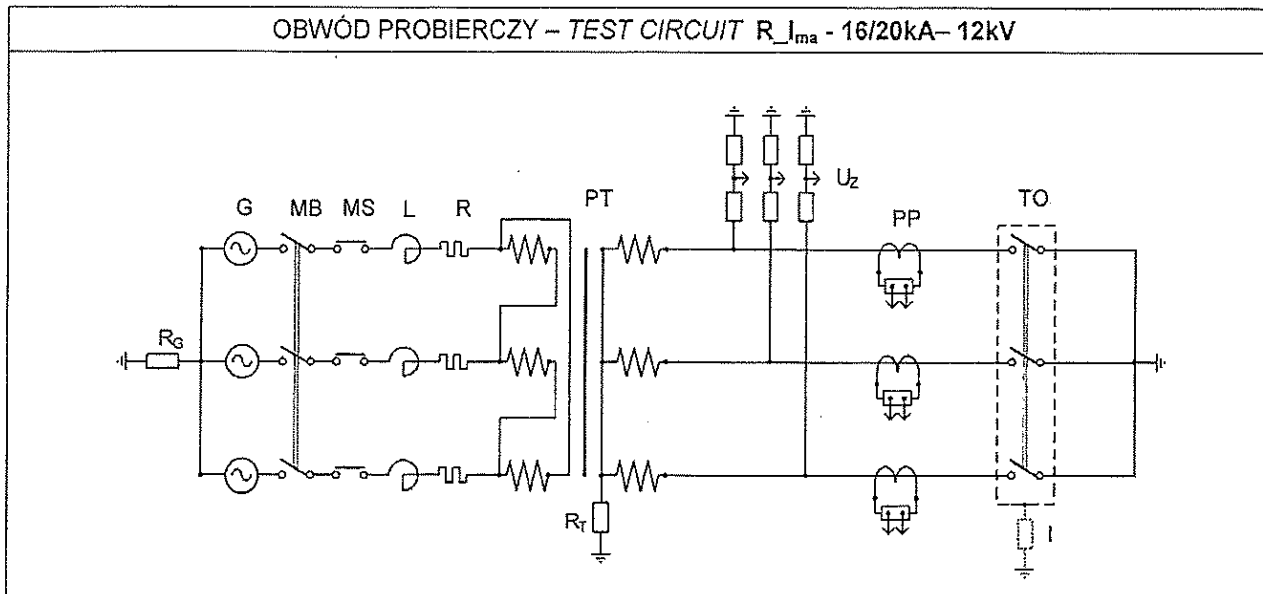 OBWÓD PROBIERCZY – TEST CIRCUIT R_Ima - 16/20kA– 12kV
G MB MS L R PT Uz PP TO
RG
RT
I